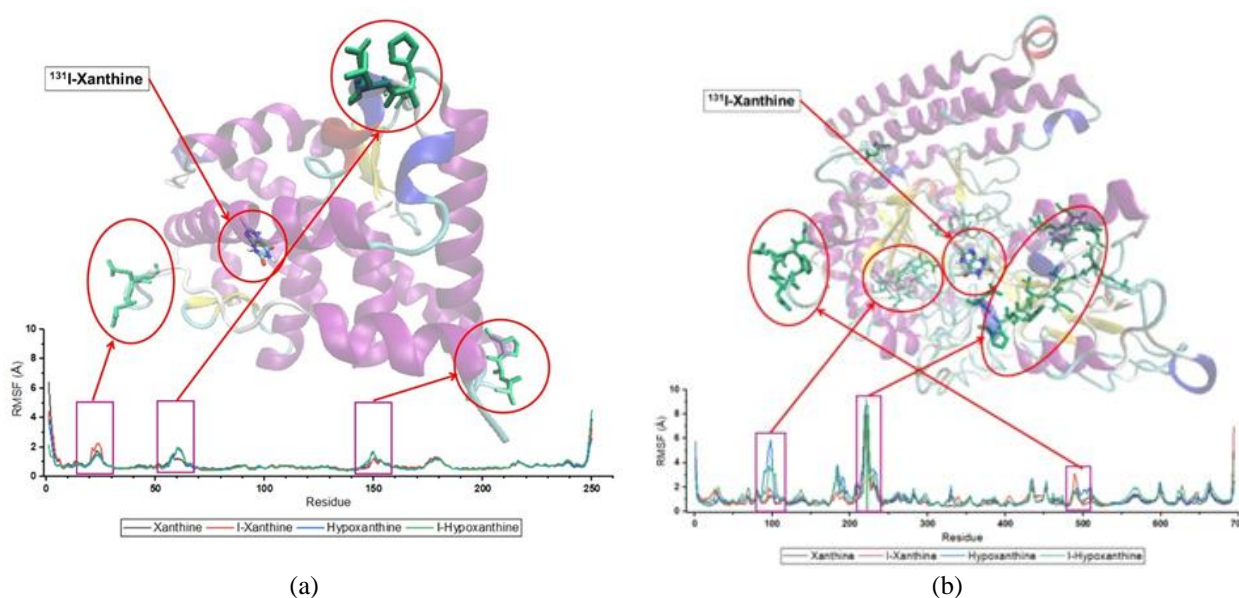 131I-Xanthine
RMSF (Å)
10
8
6
4
2
0
0 50 100 150 200 250
Residue
Xanthine I-Xanthine Hypoxanthine I-Hypoxanthine
(a)
131I-Xanthine
RMSF (Å)
10
8
6
4
2
0
0 100 200 300 400 500 600 700
Residue
Xanthine I-Xanthine Hypoxanthine I-Hypoxanthine
(b)